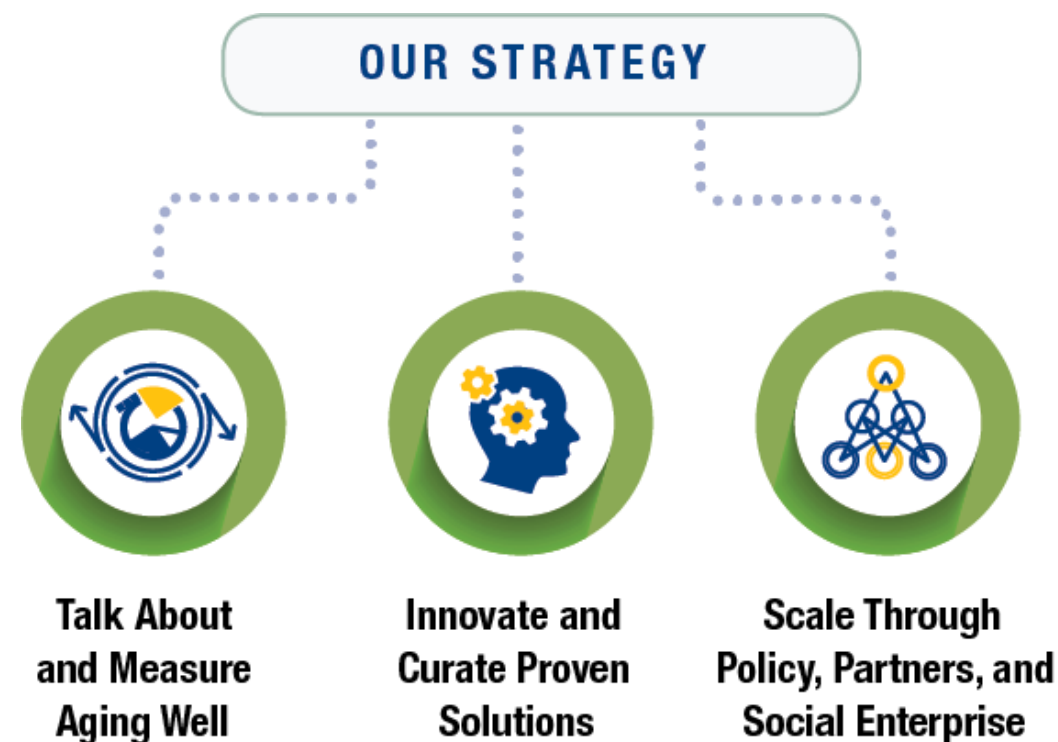 OUR STRATEGY
Talk About
and Measure
Aging Well
Innovate and
Curate Proven
Solutions
Scale Through
Policy, Partners, and
Social Enterprise